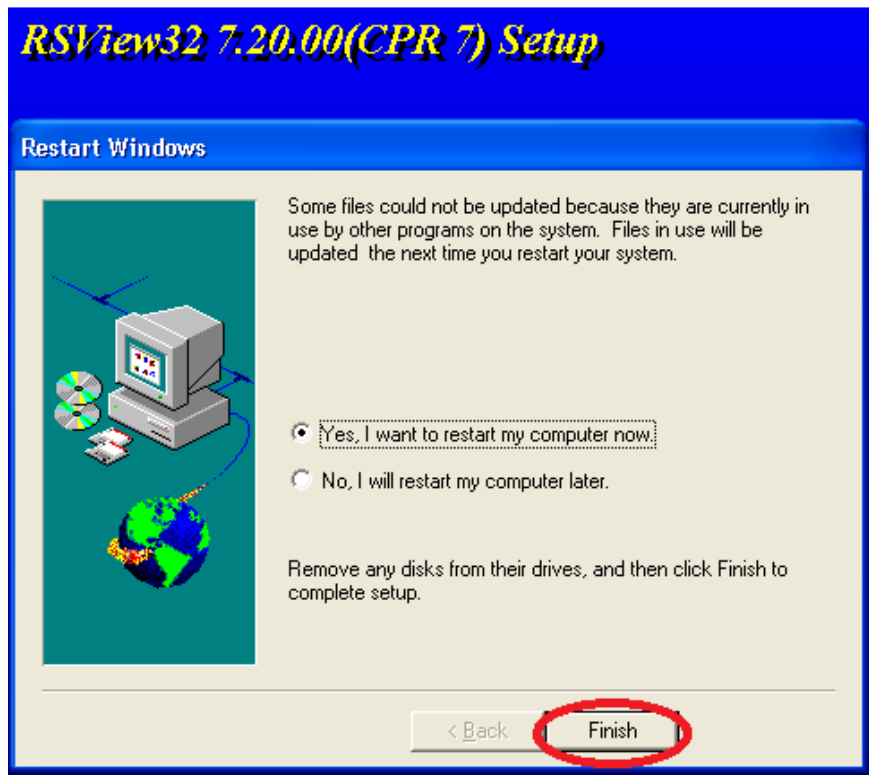 RSView32 7.20.00(CPR 7) Setup
Restart Windows
Some files could not be updated because they are currently in
use by other programs on the system. Files in use will be
updated the next time you restart your system.
Yes, I want to restart my computer now.
No, I will restart my computer later.
Remove any disks from their drives, and then click Finish to
complete setup.
< Back
Finish